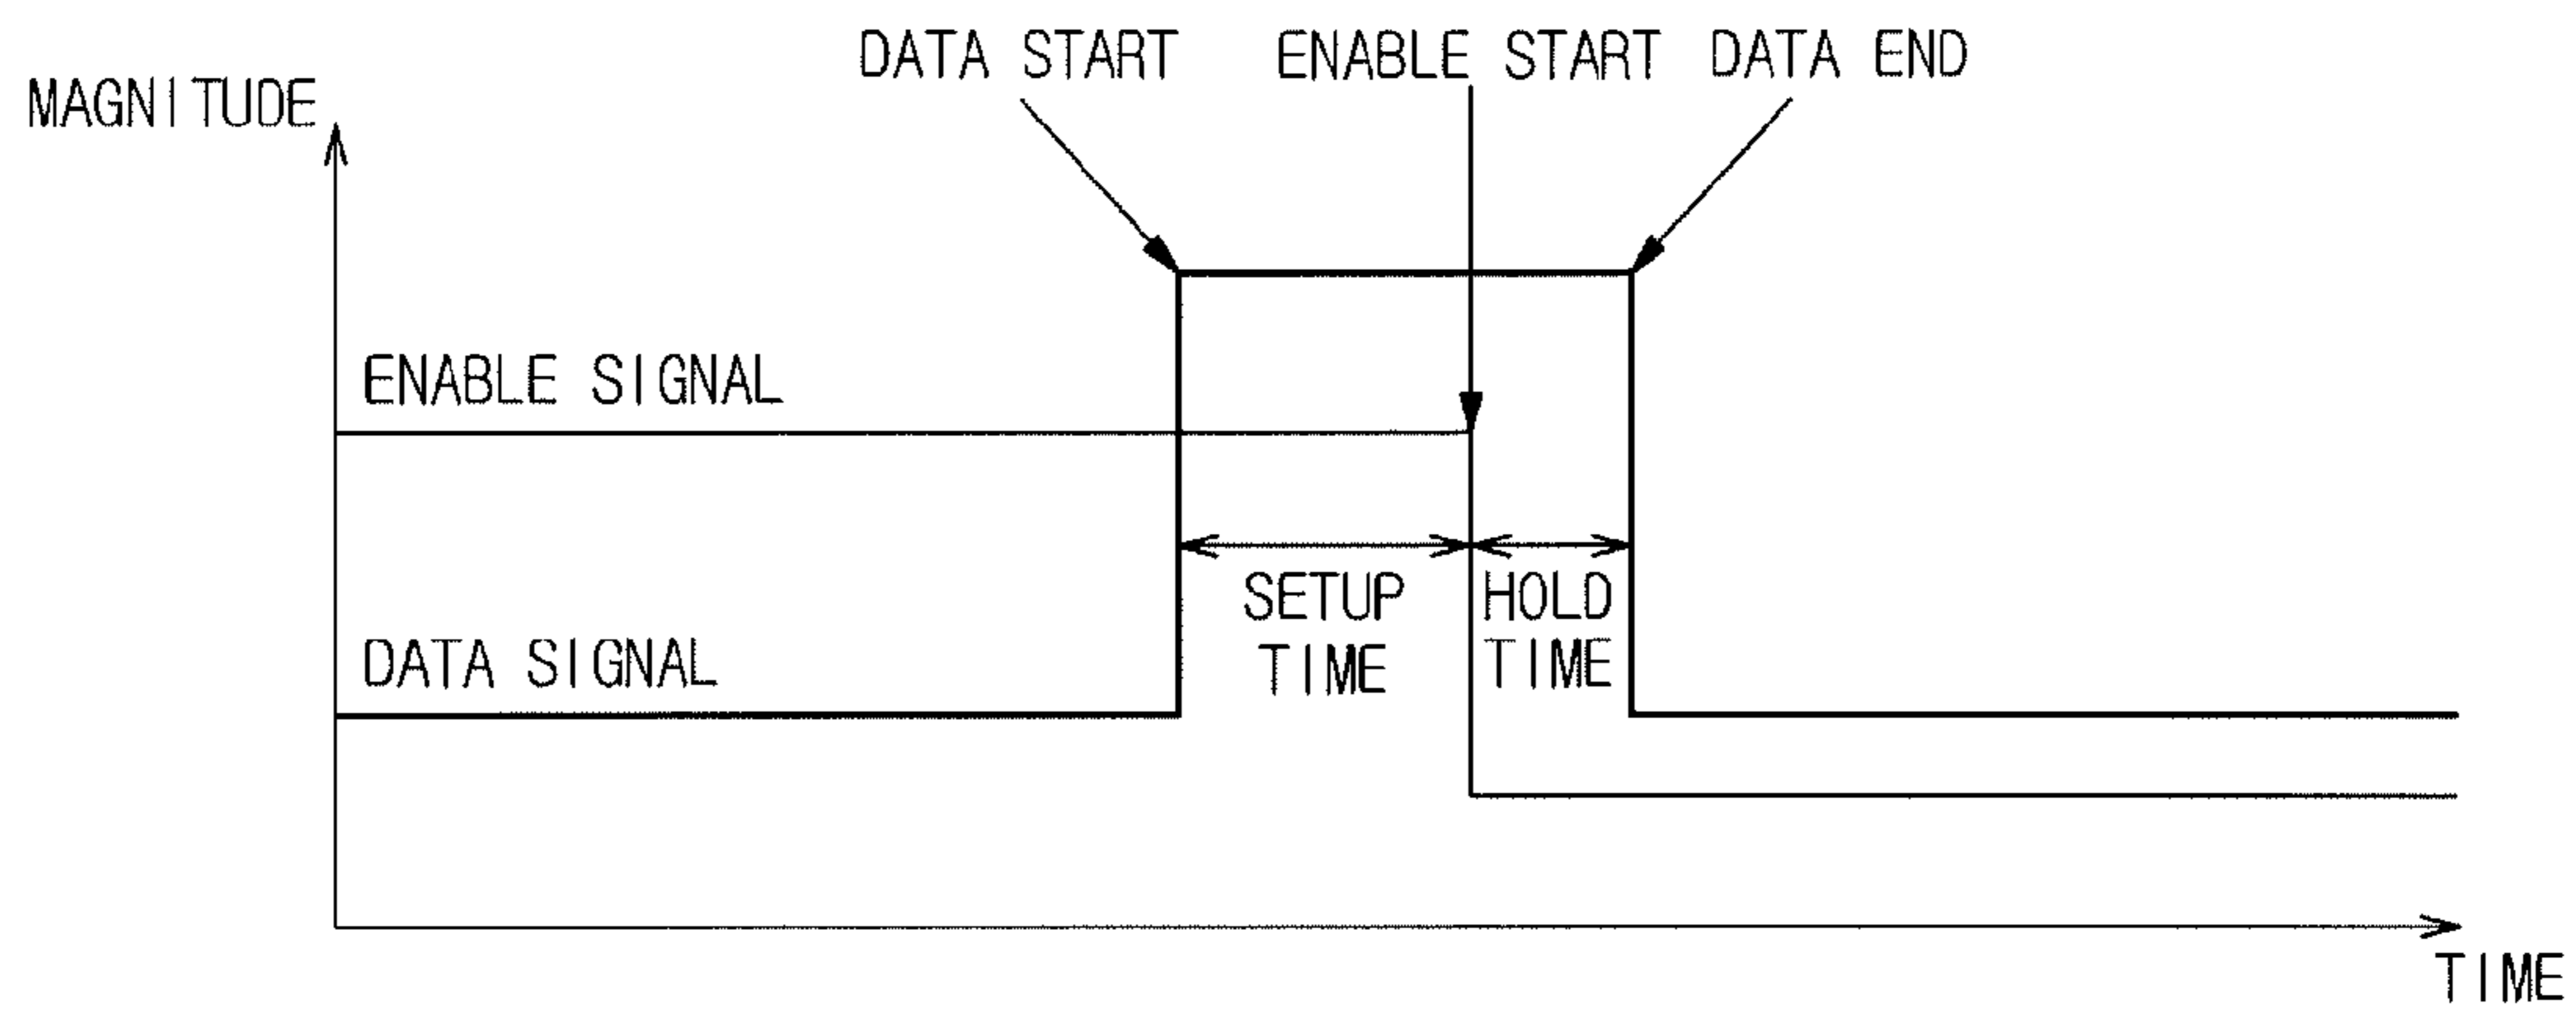 DATA START
ENABLE START
DATA END
MAGNITUDE
ENABLE SIGNAL
SETUP
TIME
HOLD
TIME
DATA SIGNAL
TIME